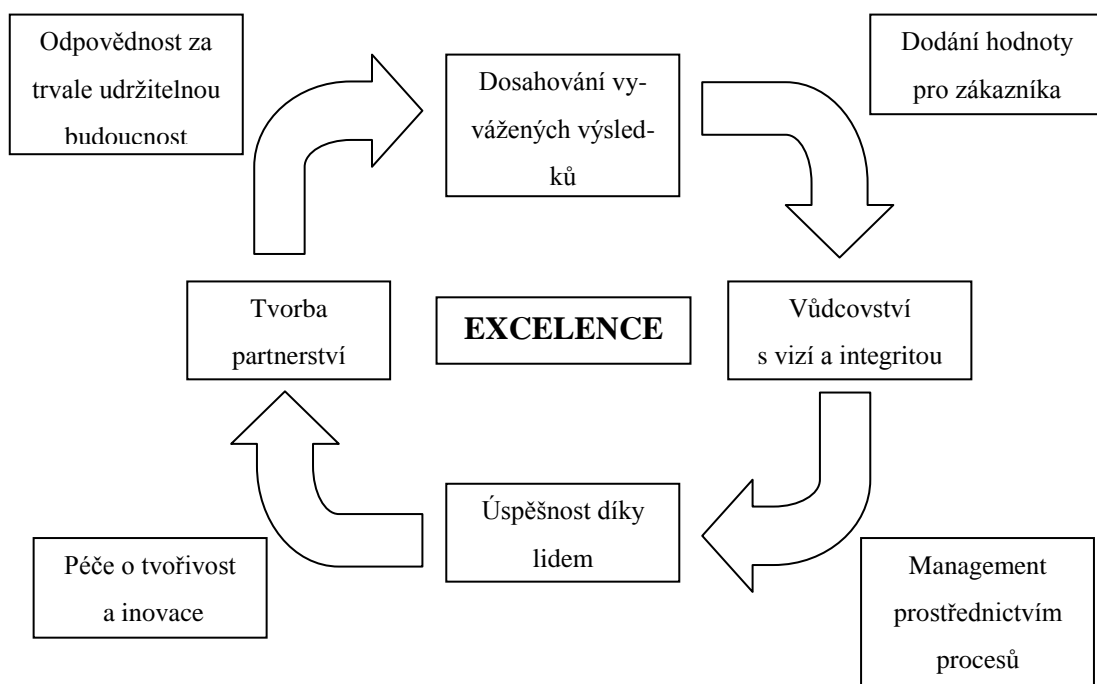 Odpovědnost za
trvale udržitelnou
budoucnost
Dosahování vy-
vážených výsled-
ků
Dodání hodnoty
pro zákazníka
Tvorba
partnerství
EXCELENCE
Vůdcovství
s vizí a integritou
Péče o tvořivost
a inovace
Úspěšnost díky
lidem
Management
prostřednictvím
procesů